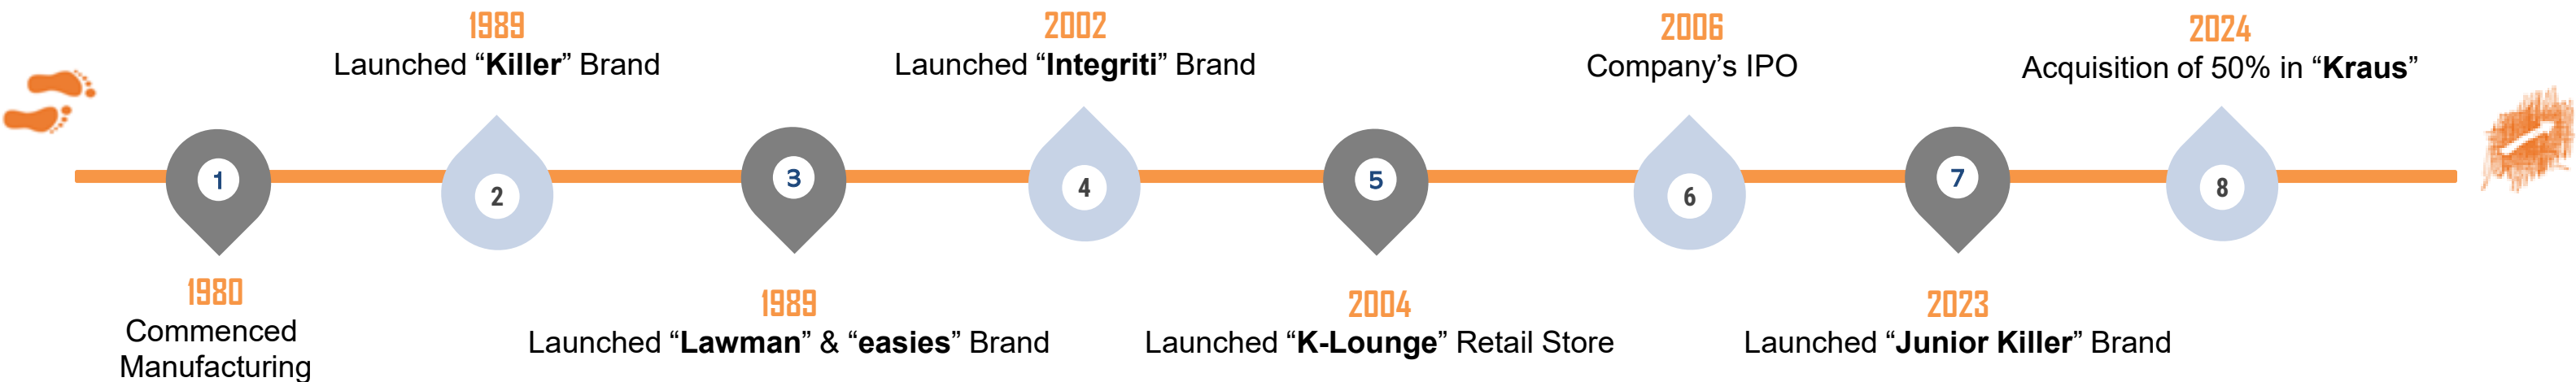 1989
Launched “Killer” Brand
2002
Launched “Integriti” Brand
2006
Company’s IPO
2024
Acquisition of 50% in “Kraus”
1
2
3
4
5
6
7
8
1980
Commenced
Manufacturing
1989
Launched “Lawman” & “easies” Brand
2004
Launched “K-Lounge” Retail Store
2023
Launched “Junior Killer” Brand